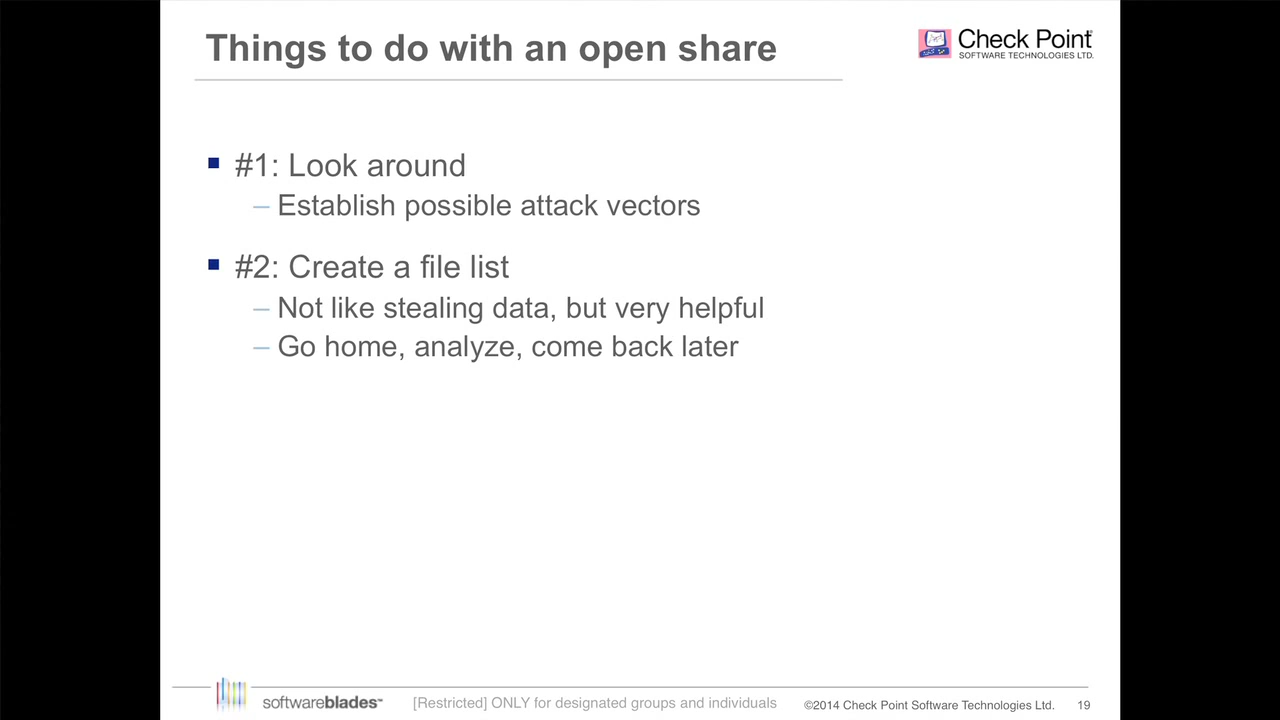 Things to do with an open share
Check Point
SOFTWARE TECHNOLOGIES LTD.
#1: Look around
– Establish possible attack vectors
#2: Create a file list
– Not like stealing data, but very helpful
– Go home, analyze, come back later
softwareblades™
[Restricted] ONLY for designated groups and individuals
©2014 Check Point Software Technologies Ltd.
19